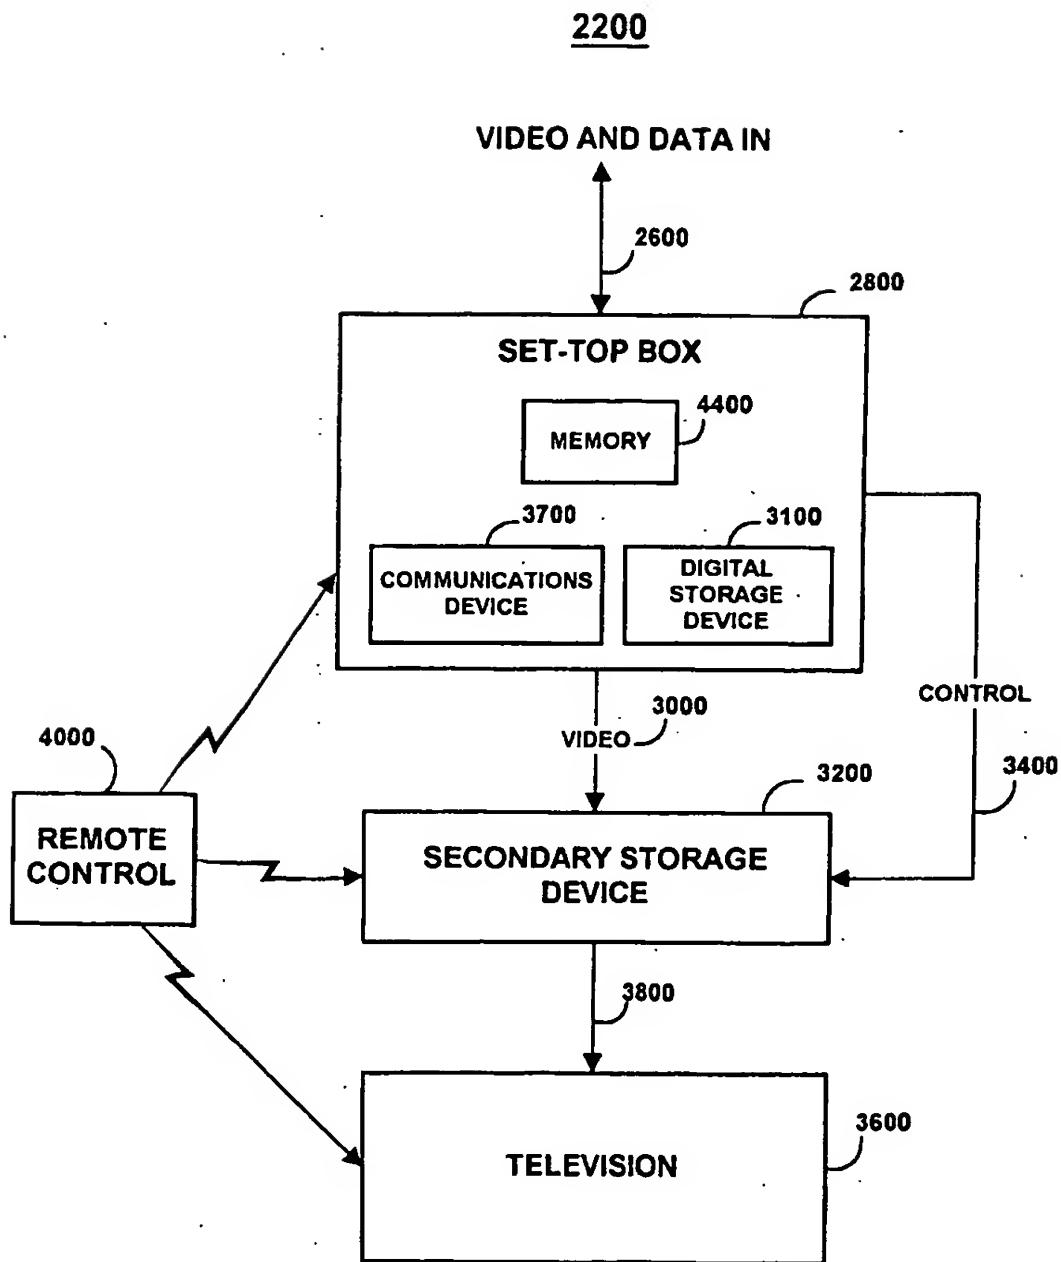 2200
VIDEO AND DATA IN
2600
2800
SET-TOP BOX
4400
MEMORY
3700
3100
COMMUNICATIONS
DEVICE
DIGITAL
STORAGE
DEVICE
CONTROL
3000
VIDEO
4000
3200
3400
REMOTE
CONTROL
SECONDARY STORAGE
DEVICE
3800
3600
TELEVISION